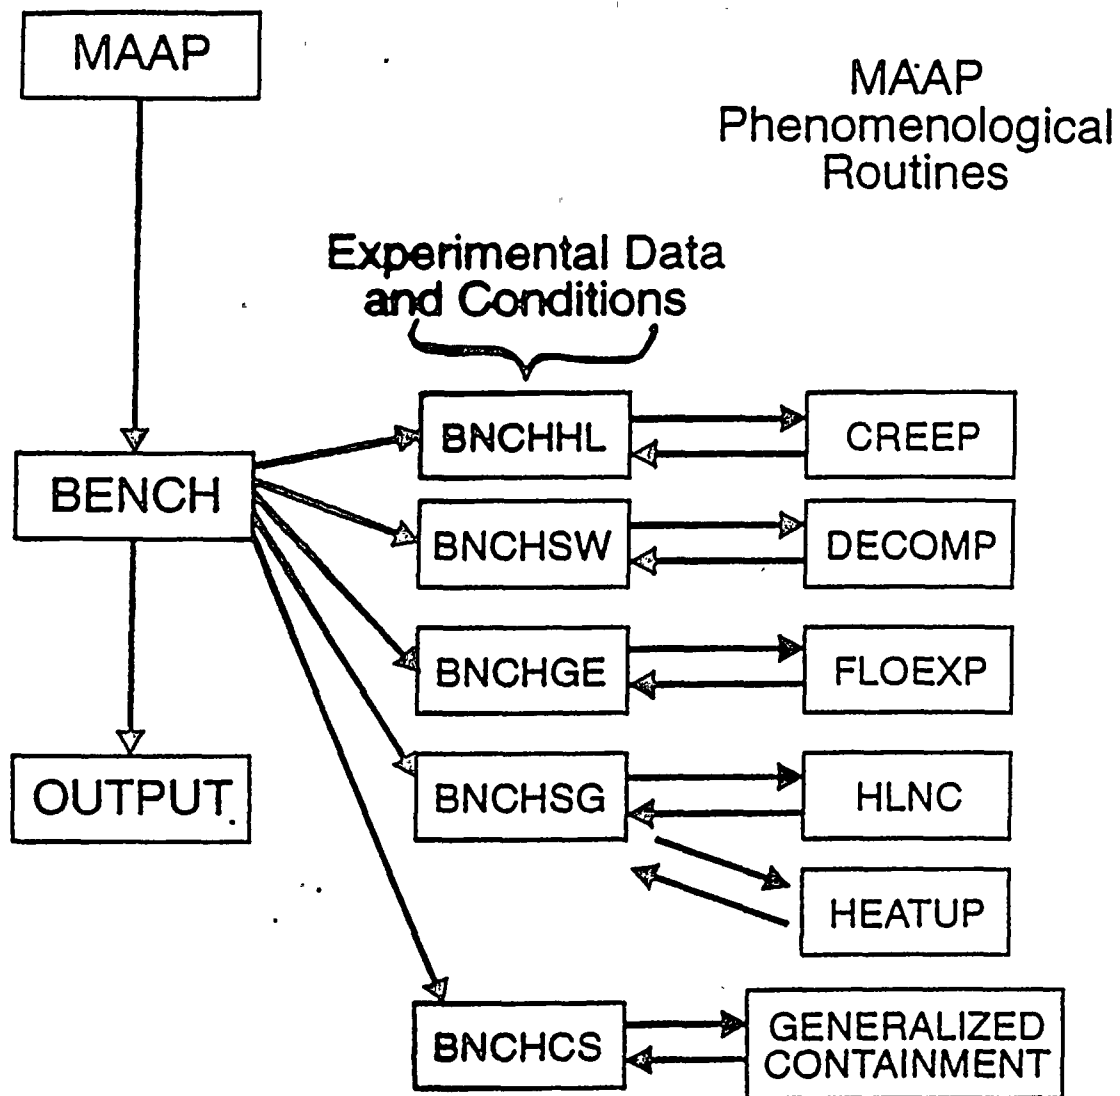 MAAP
MAAP
Phenomenological
Routines
Experimental Data
and Conditions
BENCH
OUTPUT
BNCHHL
CREEP
BNCHSW
DECOMP
BNCHGE
FLOEXP
BNCHSG
HLNC
HEATUP
BNCHCS
GENERALIZED
CONTAINMENT